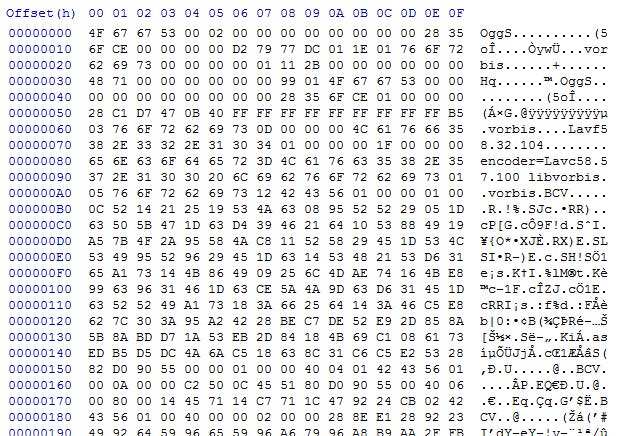 Offset(h) 00 01 02 03 04 05 06 07 08 09 0A 0B 0C 0D 0E 0F
00000000 4F 67 67 53 00 02 00 00 00 00 00 00 00 00 28 35 OggS..........(5
00000010 6F CE 00 00 00 00 D2 79 77 DC 01 1E 01 76 6F 72 oÎ....ÒywÜ...vor
00000020 62 69 73 00 00 00 00 01 11 2B 00 00 00 00 00 00 bis......+......
00000030 48 71 00 00 00 00 00 00 99 01 4F 67 67 53 00 00 Hq......™.OggS..
00000040 00 00 00 00 00 00 00 00 28 35 6F CE 01 00 00 00 ........(5oÎ....
00000050 28 C1 D7 47 0B 40 FF FF FF FF FF FF FF FF FF B5 (Á×G.@ÿÿÿÿÿÿÿÿÿµ
00000060 03 76 6F 72 62 69 73 0D 00 00 00 4C 61 76 66 35 .vorbis....Lavf5
00000070 38 2E 33 32 2E 31 30 34 01 00 00 00 1F 00 00 00 8.32.104........
00000080 65 6E 63 6F 64 65 72 3D 4C 61 76 63 35 38 2E 35 encoder=Lavc58.5
00000090 37 2E 31 30 30 20 6C 69 62 76 6F 72 62 69 73 01 7.100 libvorbis.
000000A0 05 76 6F 72 62 69 73 12 42 43 56 01 00 00 01 00 .vorbis.BCV.....
000000B0 0C 52 14 21 25 19 53 4A 63 08 95 52 52 29 05 1D .R.!%.SJc.•RR)..
000000C0 63 50 5B 47 1D 63 D4 39 46 21 64 10 53 88 49 19 cP[G.cÔ9F!d.SˆI.
000000D0 A5 7B 4F 2A 95 58 4A C8 11 52 58 29 45 1D 53 4C ¥{O*•XJÈ.RX)E.SL
000000E0 53 49 95 52 96 29 45 1D 63 14 53 48 21 53 D6 31 SI•R–)E.c.SH!SÖ1
000000F0 65 A1 73 14 4B 86 49 09 25 6C 4D AE 74 16 4B E8 e¡s.K†I.%lM®t.Kè
00000100 99 63 96 31 46 1D 63 CE 5A 4A 9D 63 D6 31 45 1D ™c–1F.cÎZJ.cÖ1E.
00000110 63 52 52 49 A1 73 18 3A 66 25 64 14 3A 46 C5 E8 cRRI¡s.:f%d.:FÅè
00000120 62 7C 30 3A 95 A2 42 28 BE C7 DE 52 E9 2D 85 8A b|0:•¢B(¾ÇÞRé-…Š
00000130 5B 8A BD D7 1A 53 EB 2D 84 18 4B 69 C1 08 61 73 [Š½×.Së-„.KiÁ.as
00000140 ED B5 D5 DC 4A 6A C5 18 63 8C 31 C6 C5 E2 53 28 íµÕÜJjÅ.cŒ1ÆÅâS(
00000150 82 D0 90 55 00 00 01 00 00 40 04 01 42 43 56 01 ‚Ð.U.....@..BCV.
00000160 00 0A 00 00 C2 50 0C 45 51 80 D0 90 55 00 40 06 ....ÂP.EQ€Ð.U.@.
00000170 00 80 00 14 45 71 14 C7 71 1C 47 92 24 CB 02 42 .€..Eq.Çq.G’$Ë.B
00000180 43 56 01 00 40 00 00 02 00 00 28 8E E1 28 92 23 CV..@.....(Žá(’#